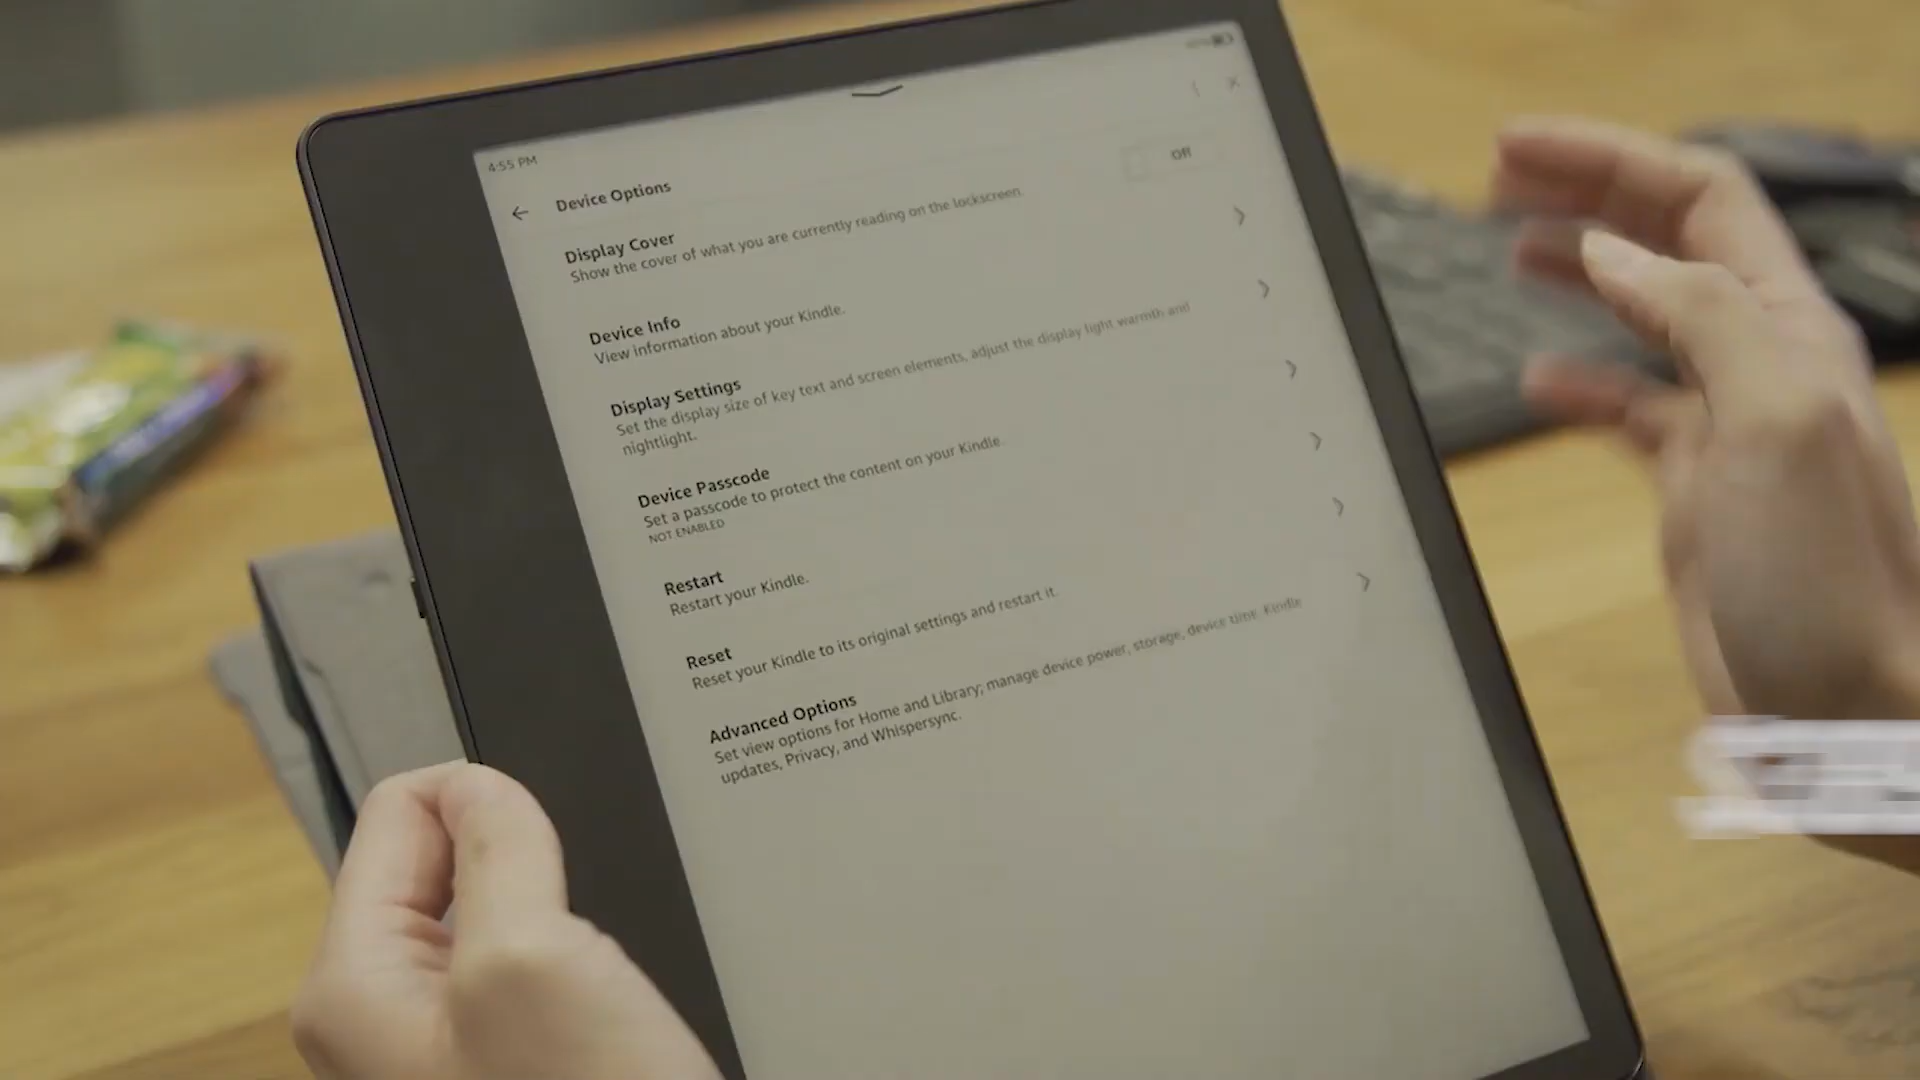 4:55 PM
Device Options
Display Cover
Show the cover of what you are currently reading on the lockscreen.
Off
Device Info
View information about your Kindle.
Display Settings
Set the display size of key text and screen elements, adjust the display light warmth and
nightlight.
Device Passcode
Set a passcode to protect the content on your Kindle.
NOT ENABLED
Restart
Restart your Kindle.
Reset
Reset your Kindle to its original settings and restart it.
Advanced Options
Set view options for Home and Library; manage device power, storage, device time, Kindle
updates, Privacy, and Whispersync.